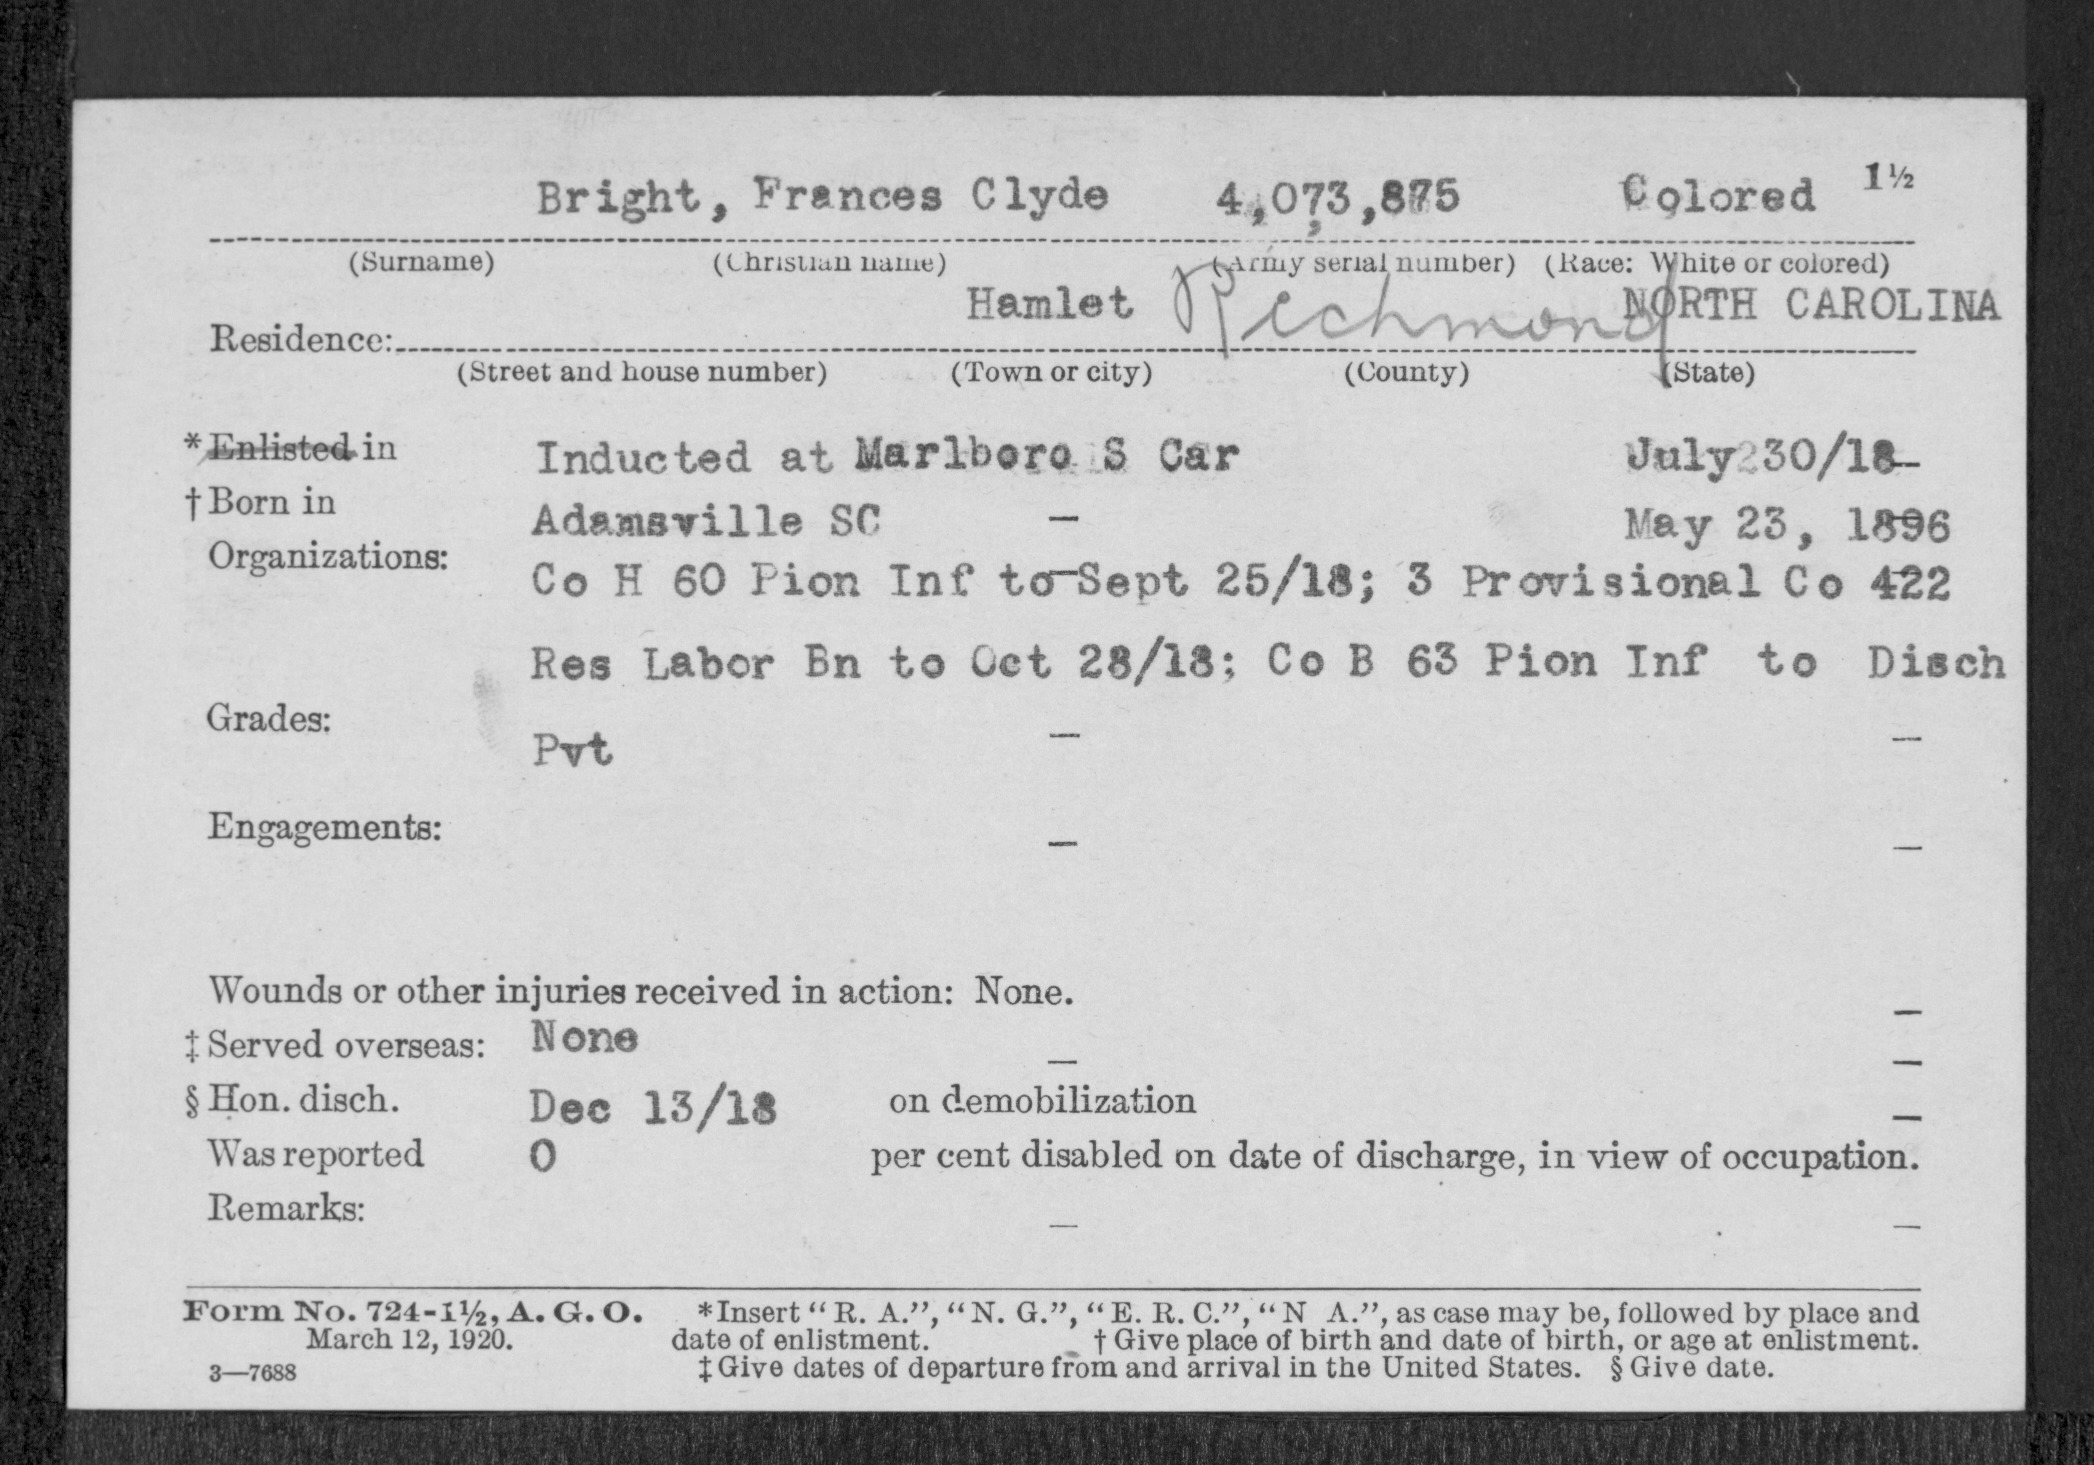 Bright, Frances Clyde 4,073,875 Colored 1½
(Surname) (Christian name) (Army serial number) (Race: White or colored)
Hamlet Richmond NORTH CAROLINA
Residence:
(Street and house number) (Town or city) (County) (State)
*Enlisted in Inducted at Marlboro S Car July 30/18
†Born in Adamsville SC – May 23, 1896
Organizations: Co H 60 Pion Inf to Sept 25/18; 3 Provisional Co 422
Res Labor Bn to Oct 28/18; Co B 63 Pion Inf to Disch
Grades: Pvt – –
Engagements: – –
Wounds or other injuries received in action: None. –
‡Served overseas: None – –
§Hon. disch. Dec 13/18 on demobilization –
Was reported 0 per cent disabled on date of discharge, in view of occupation.
Remarks: – –
Form No. 724-1½, A. G. O. *Insert "R. A.", "N. G.", "E. R. C.", "N A.", as case may be, followed by place and
March 12, 1920. date of enlistment. †Give place of birth and date of birth, or age at enlistment.
3—7688 ‡Give dates of departure from and arrival in the United States. §Give date.